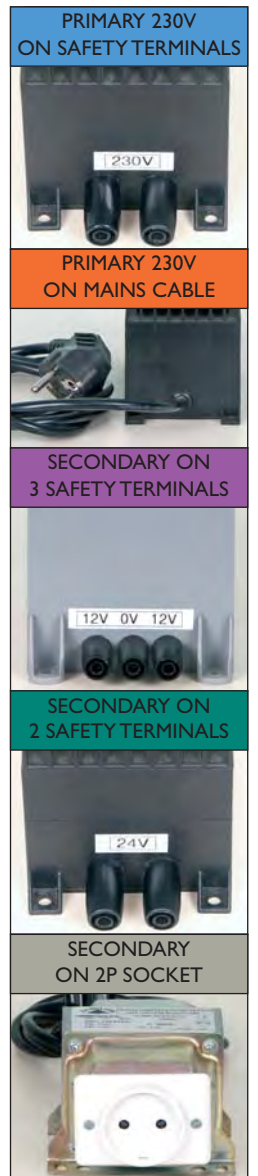 PRIMARY 230V
ON SAFETY TERMINALS
230V
PRIMARY 230V
ON MAINS CABLE
SECONDARY ON
3 SAFETY TERMINALS
12V 0V 12V
SECONDARY ON
2 SAFETY TERMINALS
24V
SECONDARY
ON 2P SOCKET